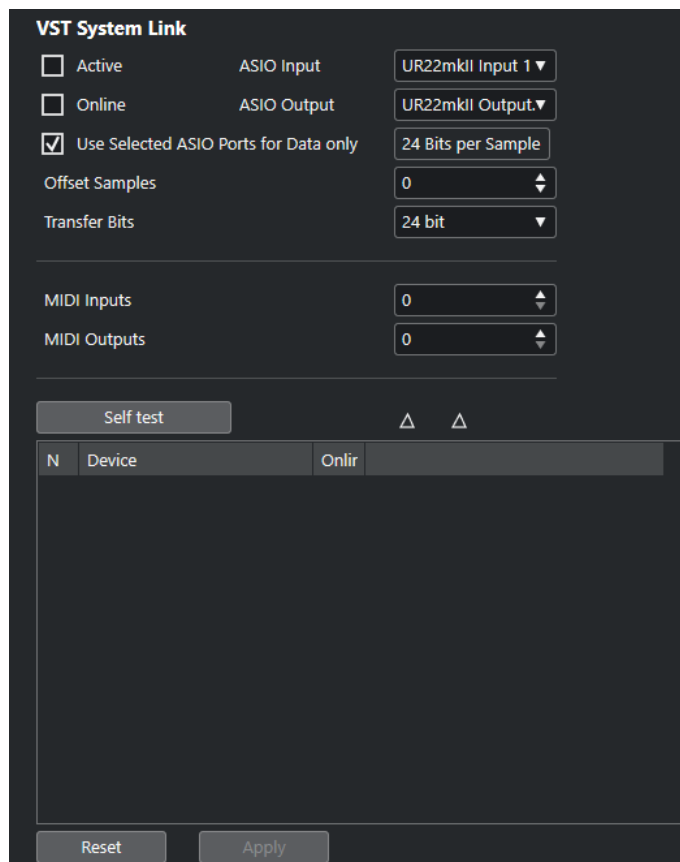 VST System Link
Active ASIO Input UR22mkII Input 1
Online ASIO Output UR22mkII Output.
Use Selected ASIO Ports for Data only 24 Bits per Sample
Offset Samples 0
Transfer Bits 24 bit
MIDI Inputs 0
MIDI Outputs 0
Self test
N Device Onlir
Reset Apply